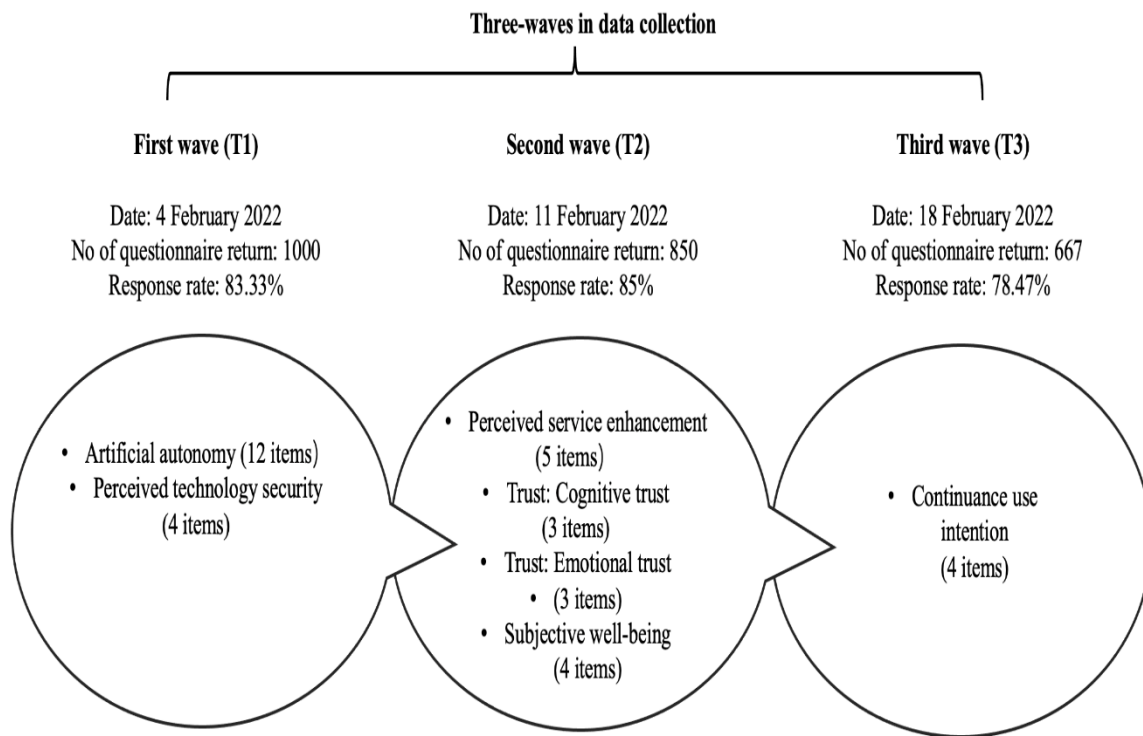 Three-waves in data collection
First wave (T1)
Date: 4 February 2022
No of questionnaire return: 1000
Response rate: 83.33%
Second wave (T2)
Date: 11 February 2022
No of questionnaire return: 850
Response rate: 85%
Third wave (T3)
Date: 18 February 2022
No of questionnaire return: 667
Response rate: 78.47%
• Artificial autonomy (12 items)
• Perceived technology security
(4 items)
• Perceived service enhancement
(5 items)
• Trust: Cognitive trust
(3 items)
• Trust: Emotional trust
• (3 items)
• Subjective well-being
(4 items)
• Continuance use
intention
(4 items)